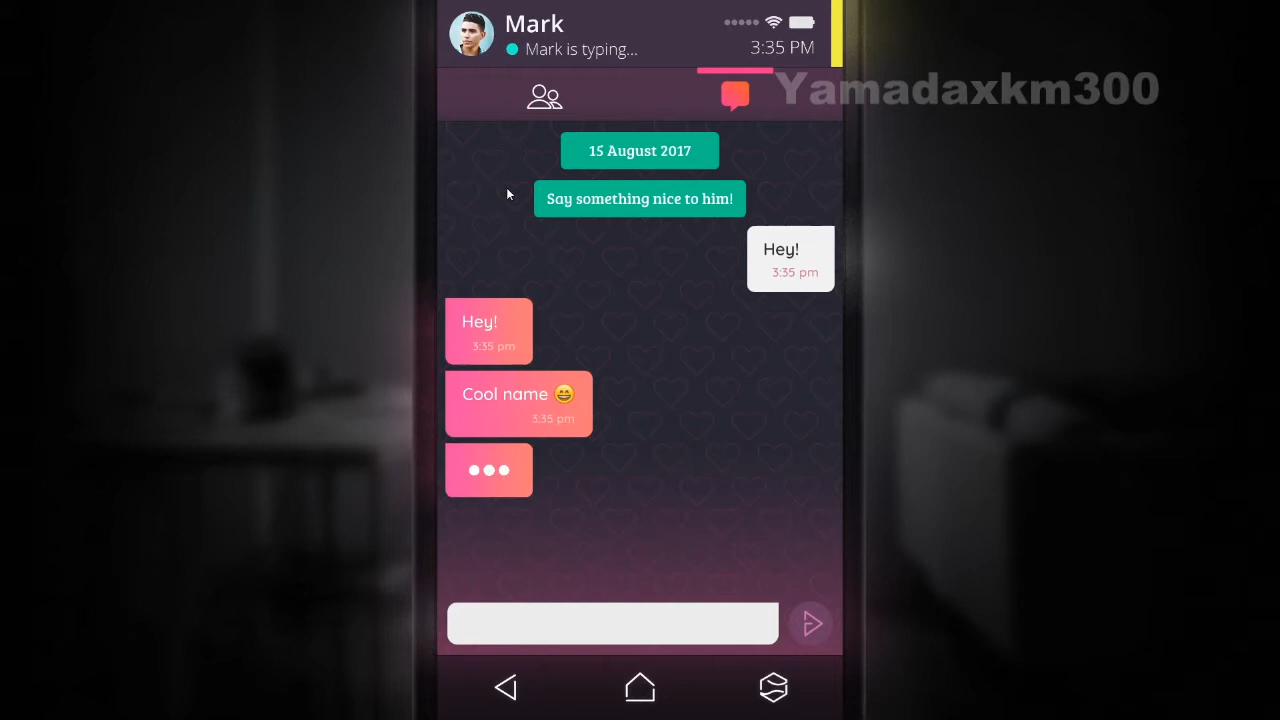 Mark
Mark is typing...
3:35 PM
Yamadaxkm300
15 August 2017
Say something nice to him!
Hey!
3:35 pm
Hey!
3:35 pm
Cool name 😄
3:35 pm